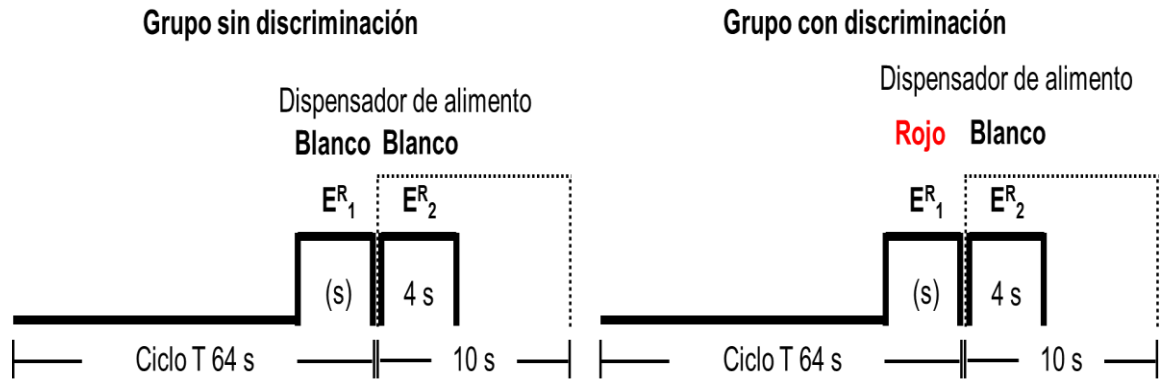 Grupo sin discriminación
Dispensador de alimento
Blanco Blanco
Eᴿ₁ Eᴿ₂
(s) 4 s
Ciclo T 64 s 10 s
Grupo con discriminación
Dispensador de alimento
Rojo Blanco
Eᴿ₁ Eᴿ₂
(s) 4 s
Ciclo T 64 s 10 s